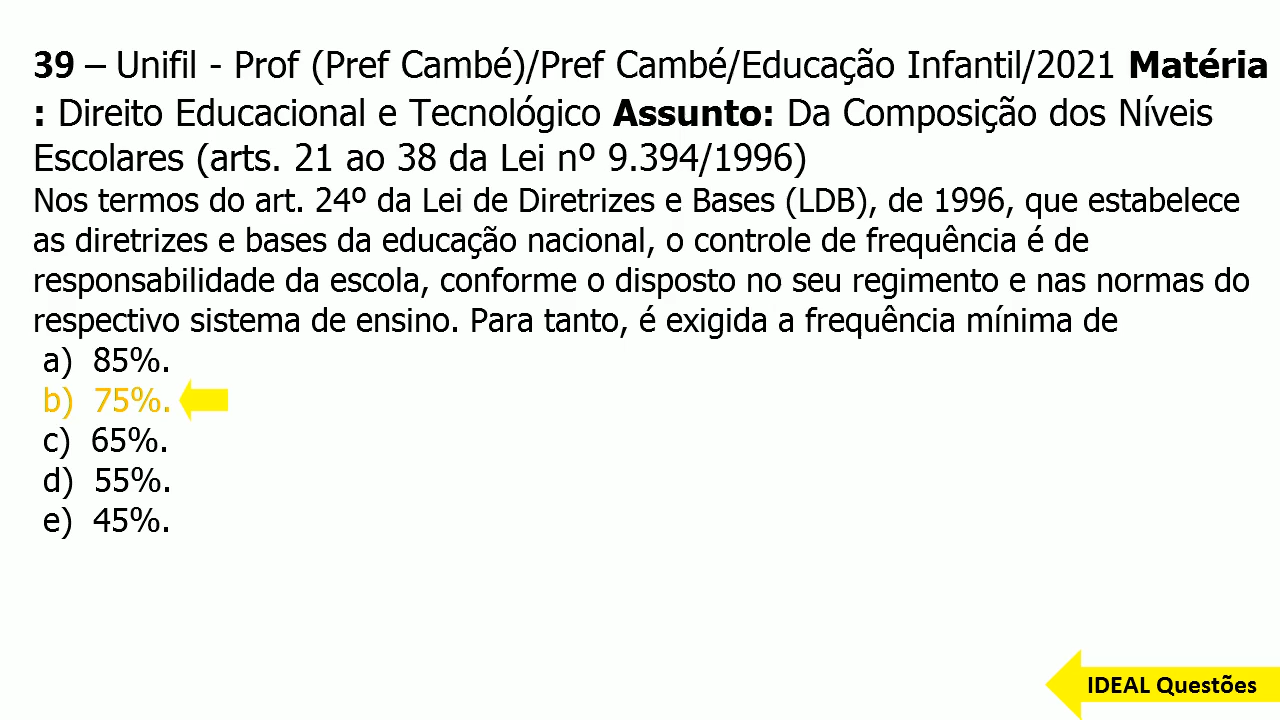 39 – Unifil - Prof (Pref Cambé)/Pref Cambé/Educação Infantil/2021 Matéria
: Direito Educacional e Tecnológico Assunto: Da Composição dos Níveis
Escolares (arts. 21 ao 38 da Lei nº 9.394/1996)
Nos termos do art. 24º da Lei de Diretrizes e Bases (LDB), de 1996, que estabelece
as diretrizes e bases da educação nacional, o controle de frequência é de
responsabilidade da escola, conforme o disposto no seu regimento e nas normas do
respectivo sistema de ensino. Para tanto, é exigida a frequência mínima de
a) 85%.
b) 75%.
c) 65%.
d) 55%.
e) 45%.
IDEAL Questões